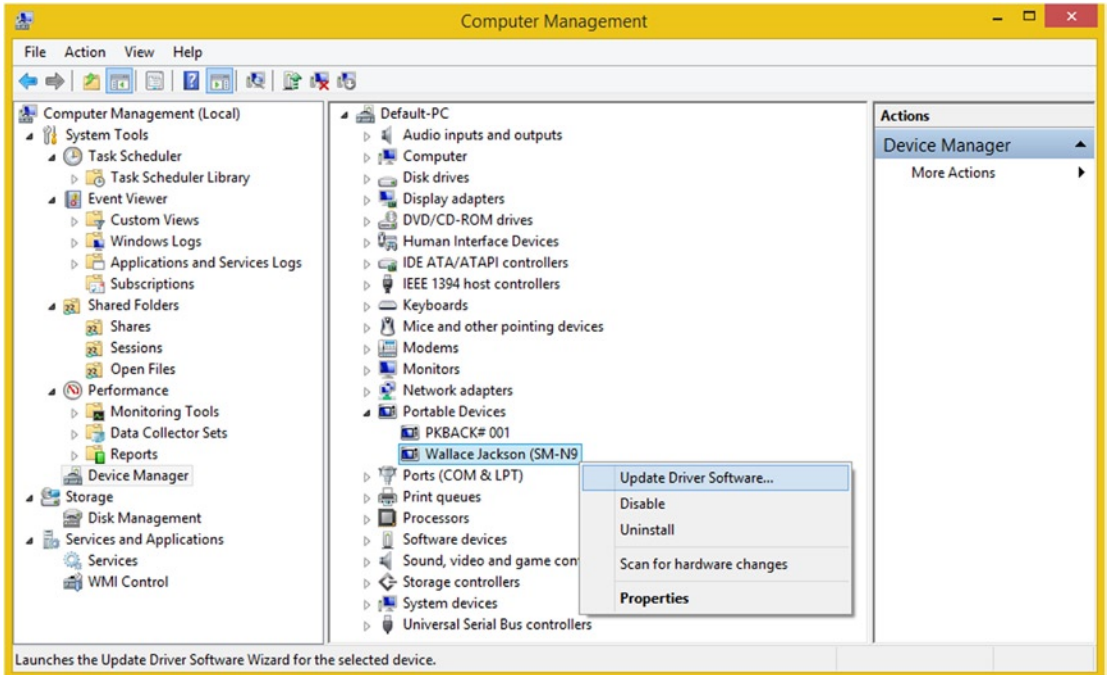 Computer Management
File Action View Help
Computer Management (Local)
System Tools
Task Scheduler
Task Scheduler Library
Event Viewer
Custom Views
Windows Logs
Applications and Services Logs
Subscriptions
Shared Folders
Shares
Sessions
Open Files
Performance
Monitoring Tools
Data Collector Sets
Reports
Device Manager
Storage
Disk Management
Services and Applications
Services
WMI Control
Default-PC
Audio inputs and outputs
Computer
Disk drives
Display adapters
DVD/CD-ROM drives
Human Interface Devices
IDE ATA/ATAPI controllers
IEEE 1394 host controllers
Keyboards
Mice and other pointing devices
Modems
Monitors
Network adapters
Portable Devices
PKBACK# 001
Wallace Jackson (SM-N9
Ports (COM & LPT)
Print queues
Processors
Software devices
Sound, video and game con
Storage controllers
System devices
Universal Serial Bus controllers
Update Driver Software...
Disable
Uninstall
Scan for hardware changes
Properties
Actions
Device Manager
More Actions
Launches the Update Driver Software Wizard for the selected device.